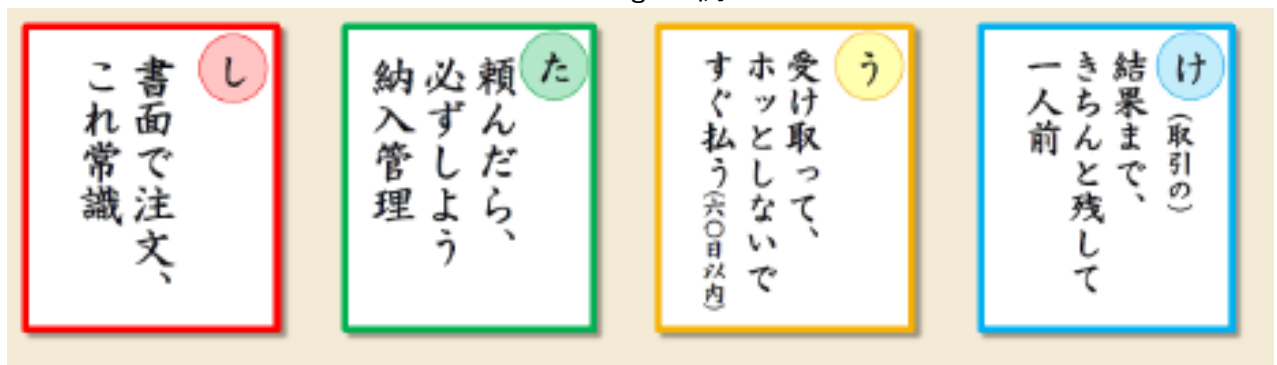 し
書面で注文、
これ常識
た
頼んだら、
必ずしよう
納入管理
う
受け取って、
ホッとしないで
すぐ払う(六〇日以内)
け
(取引の)
結果まで、
きちんと残して
一人前